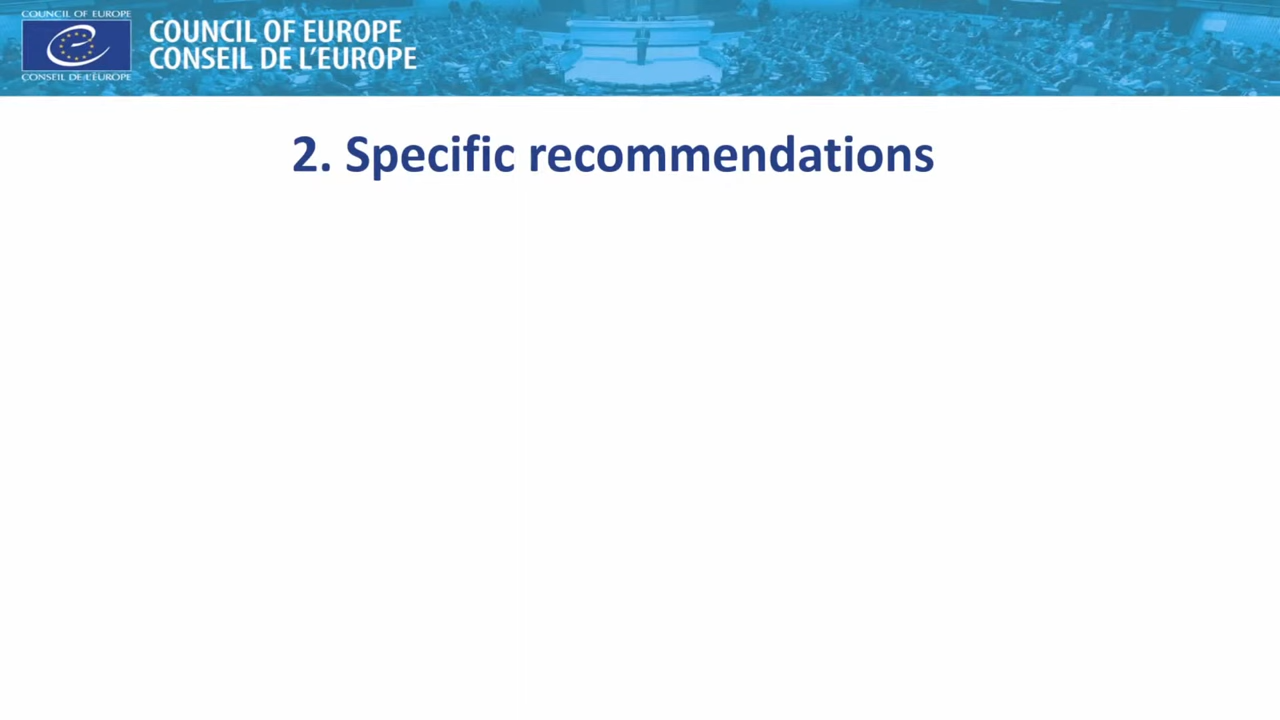 COUNCIL OF EUROPE
CONSEIL DE L'EUROPE
COUNCIL OF EUROPE
CONSEIL DE L'EUROPE
2. Specific recommendations